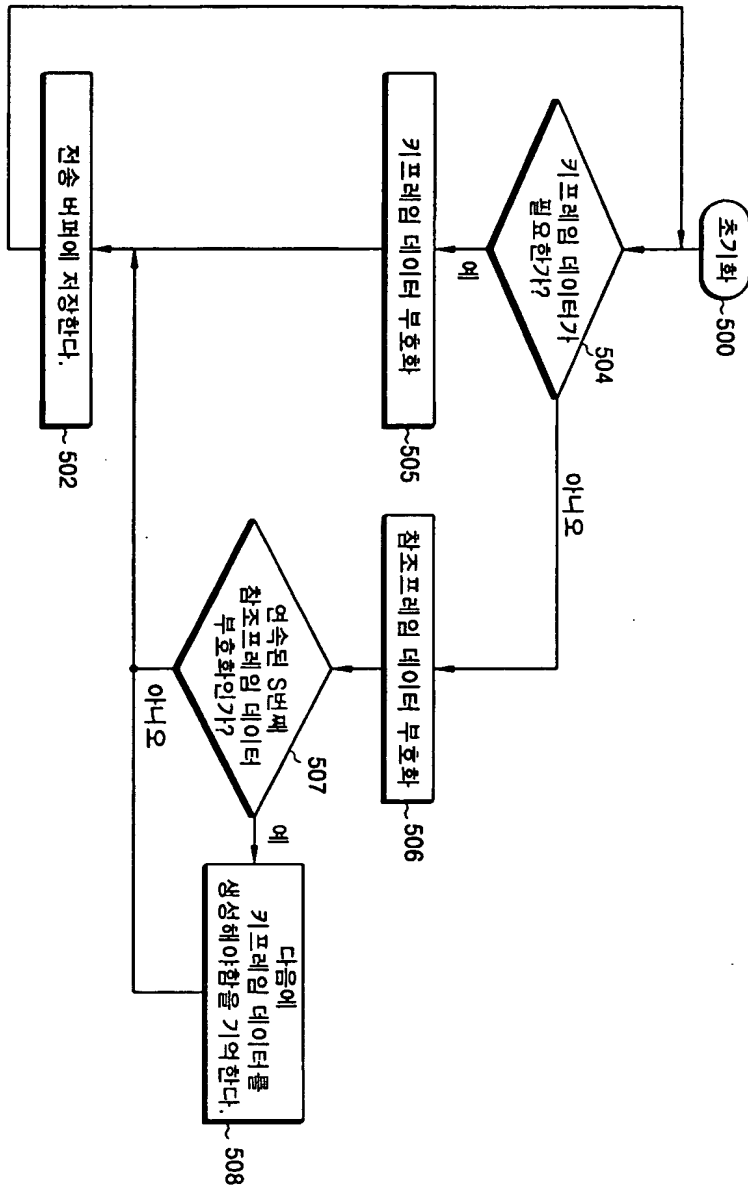 초기화
500
키프레임 데이터가
필요한가?
504
예
아니오
키프레임 데이터 부호화
505
참조프레임 데이터 부호화
506
연속된 S번째
참조프레임 데이터
부호화인가?
507
예
아니오
다음에
키프레임 데이터를
생성해야함을 기억한다.
508
전송 버퍼에 저장한다.
502